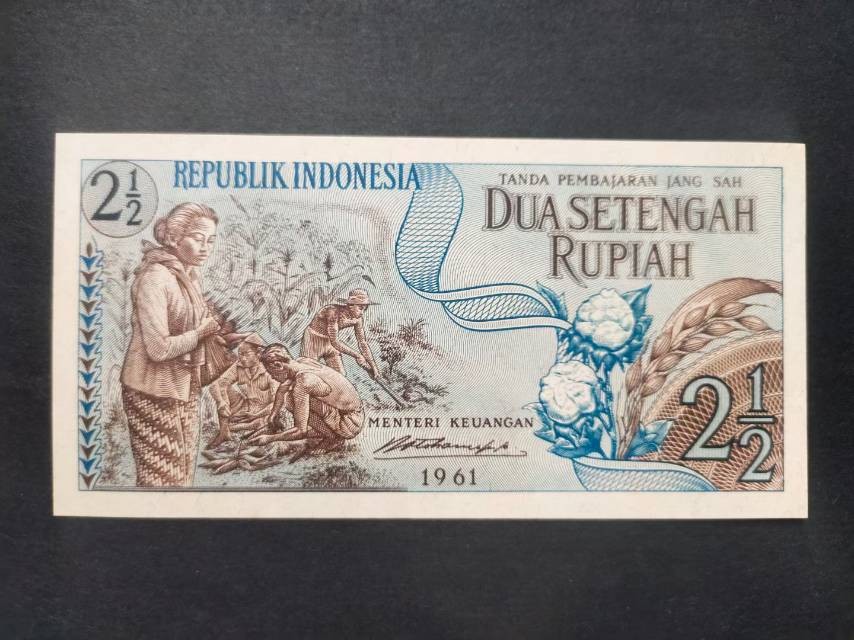 2½
REPUBLIK INDONESIA
TANDA PEMBAJARAN JANG SAH
DUA SETENGAH
RUPIAH
MENTERI KEUANGAN
1961
2½